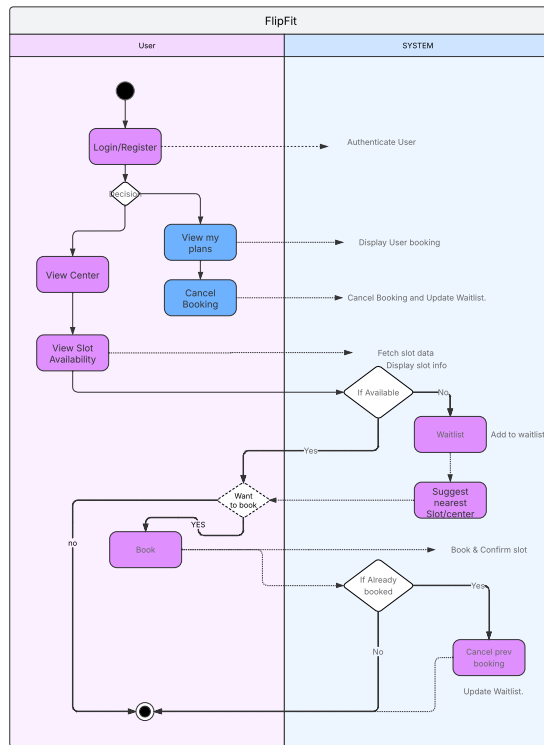 FlipFit
User
SYSTEM
Login/Register
Authenticate User
Decision
View my
plans
Display User booking
View Center
Cancel
Booking
Cancel Booking and Update Waitlist.
View Slot
Availability
Fetch slot data
Display slot info
If Available
No
Waitlist
Add to waitlist
Yes
Suggest
nearest
Slot/center
Want
to book
YES
no
Book
Book & Confirm slot
If Already
booked
Yes
No
Cancel prev
booking
Update Waitlist.